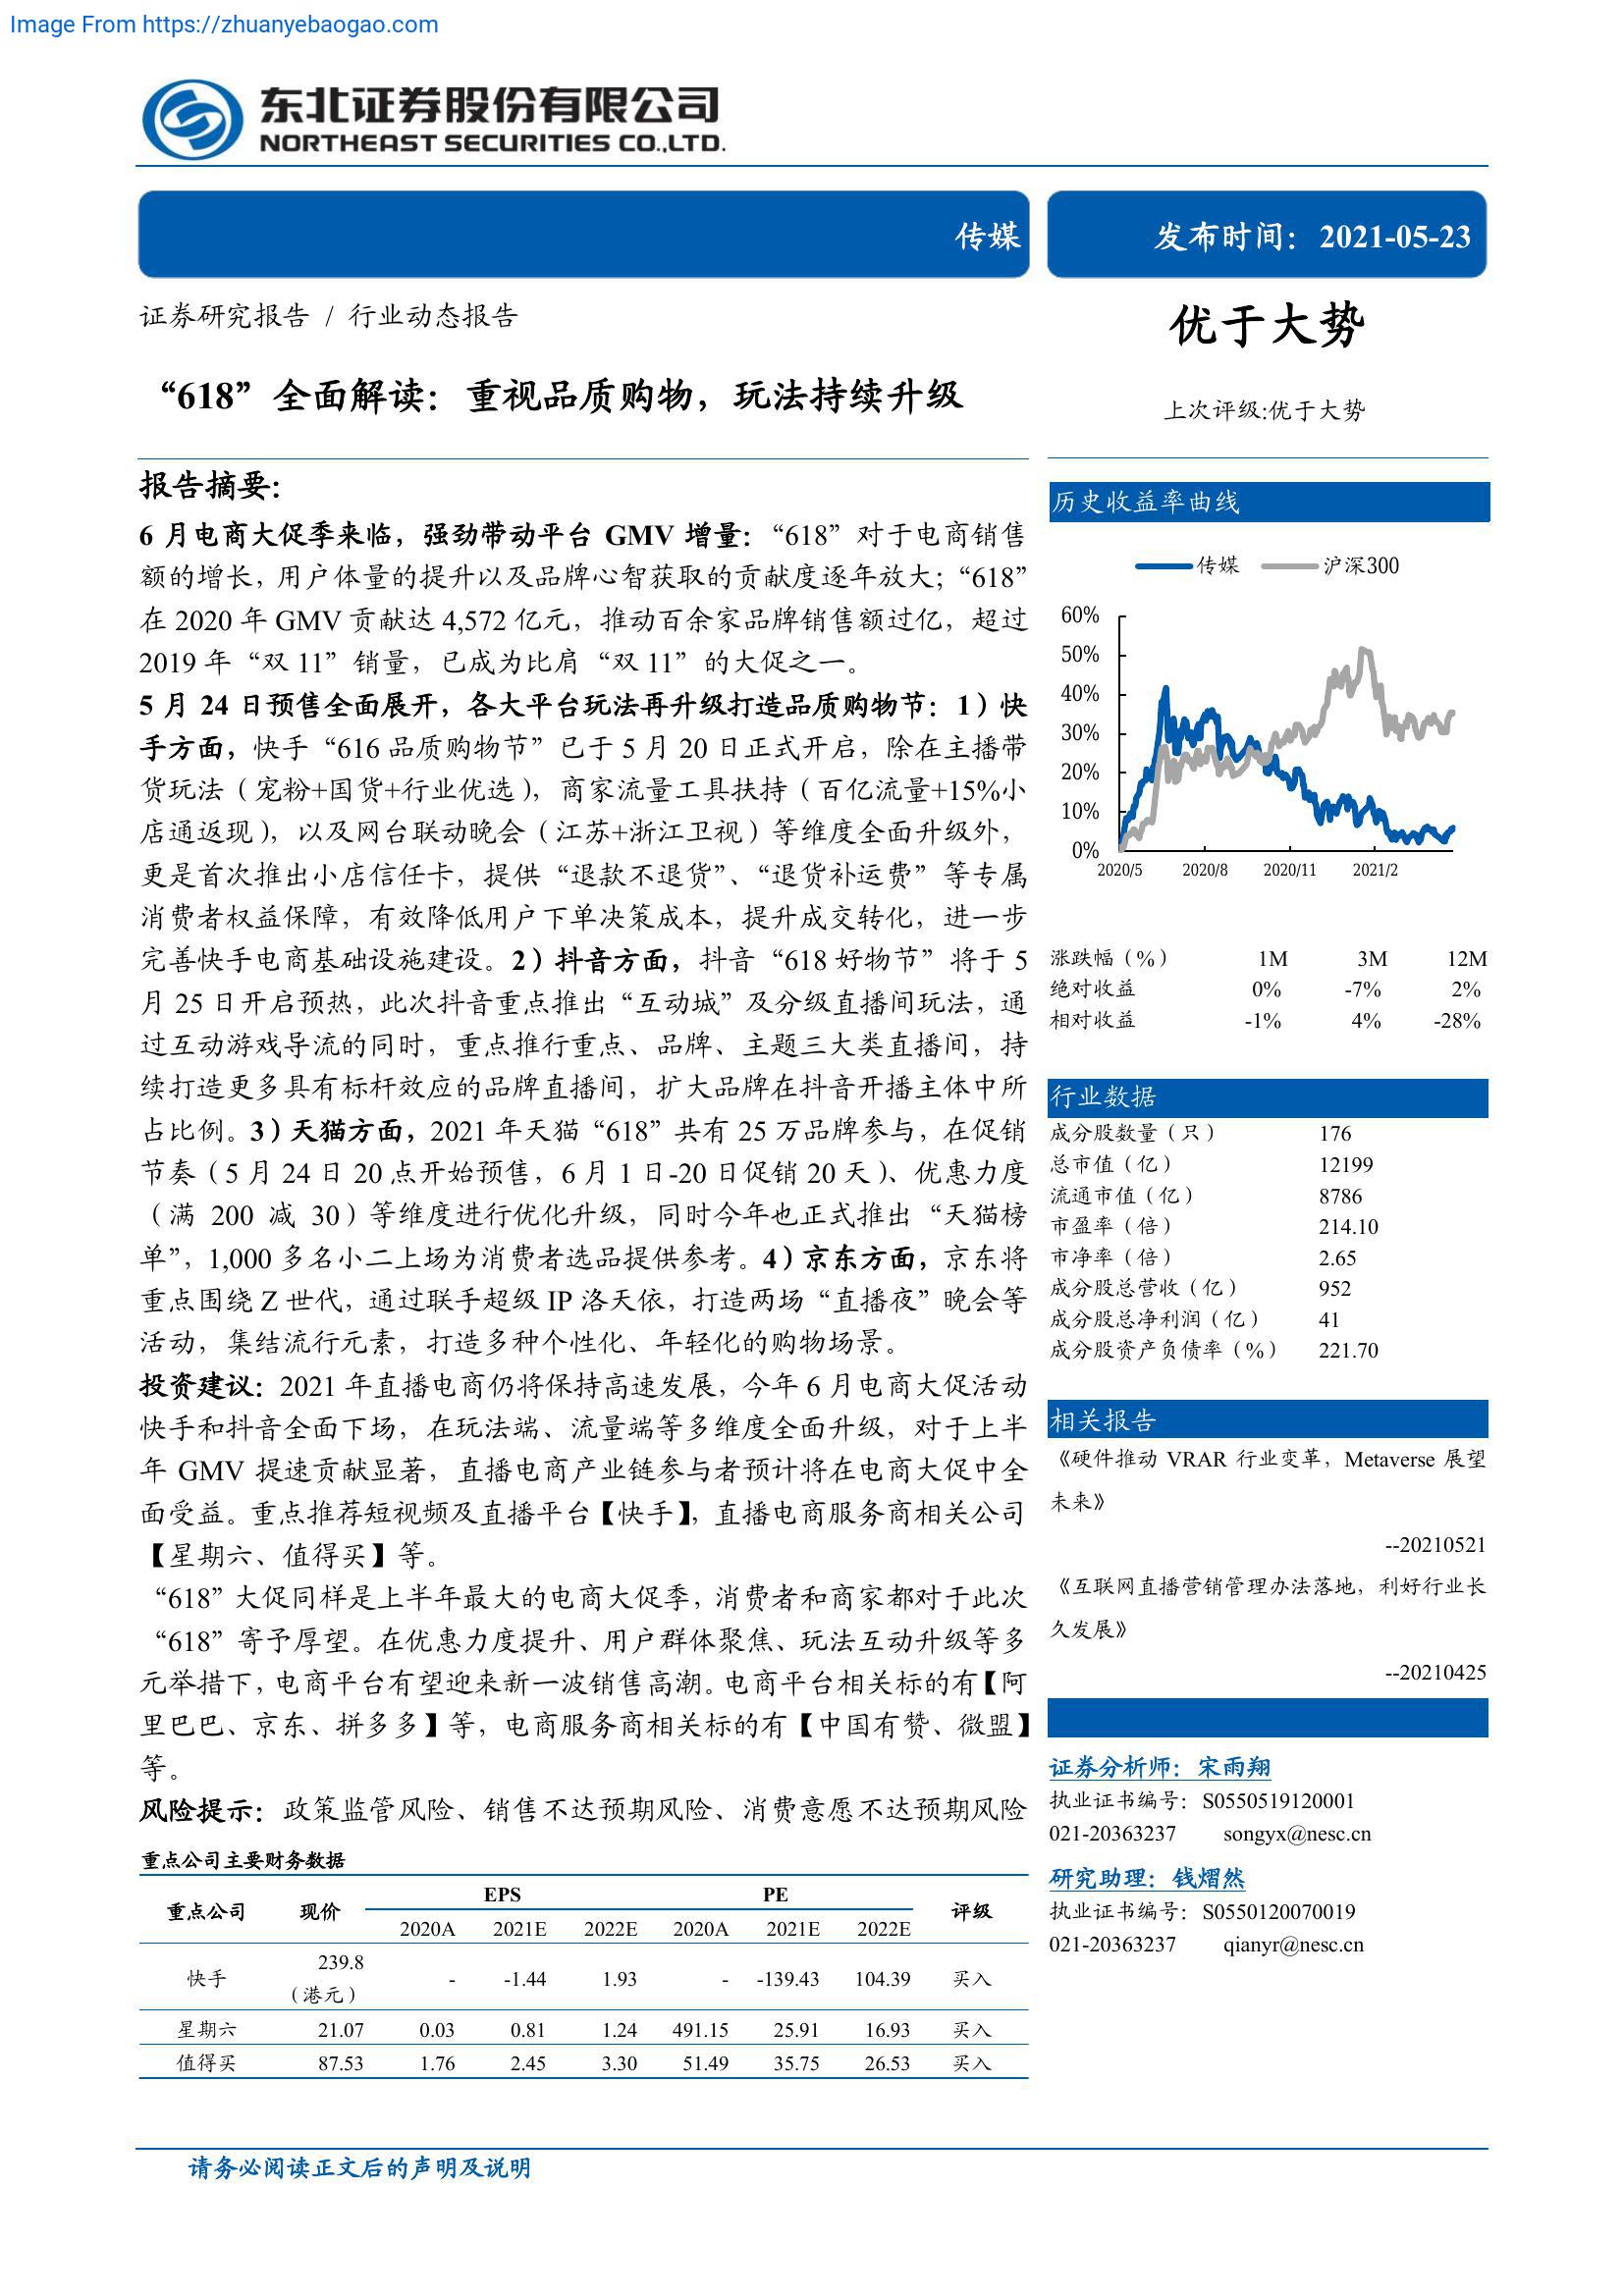 Image From https://zhuanyebaogao.com
东北证券股份有限公司
NORTHEAST SECURITIES CO.,LTD.
传媒
发布时间：2021-05-23
证券研究报告 / 行业动态报告
优于大势
“618”全面解读：重视品质购物，玩法持续升级
上次评级:优于大势
报告摘要：
6 月电商大促季来临，强劲带动平台 GMV 增量：“618”对于电商销售
额的增长，用户体量的提升以及品牌心智获取的贡献度逐年放大；“618”
在 2020 年 GMV 贡献达 4,572 亿元，推动百余家品牌销售额过亿，超过
2019 年“双 11”销量，已成为比肩“双 11”的大促之一。
5 月 24 日预售全面展开，各大平台玩法再升级打造品质购物节：1）快
手方面，快手“616 品质购物节”已于 5 月 20 日正式开启，除在主播带
货玩法（宠粉+国货+行业优选），商家流量工具扶持（百亿流量+15%小
店通返现），以及网台联动晚会（江苏+浙江卫视）等维度全面升级外，
更是首次推出小店信任卡，提供“退款不退货”、“退货补运费”等专属
消费者权益保障，有效降低用户下单决策成本，提升成交转化，进一步
完善快手电商基础设施建设。2）抖音方面，抖音“618 好物节”将于 5
月 25 日开启预热，此次抖音重点推出“互动城”及分级直播间玩法，通
过互动游戏导流的同时，重点推行重点、品牌、主题三大类直播间，持
续打造更多具有标杆效应的品牌直播间，扩大品牌在抖音开播主体中所
占比例。3）天猫方面，2021 年天猫“618”共有 25 万品牌参与，在促销
节奏（5 月 24 日 20 点开始预售，6 月 1 日-20 日促销 20 天）、优惠力度
（满 200 减 30）等维度进行优化升级，同时今年也正式推出“天猫榜
单”，1,000 多名小二上场为消费者选品提供参考。4）京东方面，京东将
重点围绕 Z 世代，通过联手超级 IP 洛天依，打造两场“直播夜”晚会等
活动，集结流行元素，打造多种个性化、年轻化的购物场景。
投资建议：2021 年直播电商仍将保持高速发展，今年 6 月电商大促活动
快手和抖音全面下场，在玩法端、流量端等多维度全面升级，对于上半
年 GMV 提速贡献显著，直播电商产业链参与者预计将在电商大促中全
面受益。重点推荐短视频及直播平台【快手】，直播电商服务商相关公司
【星期六、值得买】等。
“618”大促同样是上半年最大的电商大促季，消费者和商家都对于此次
“618”寄予厚望。在优惠力度提升、用户群体聚焦、玩法互动升级等多
元举措下，电商平台有望迎来新一波销售高潮。电商平台相关标的有【阿
里巴巴、京东、拼多多】等，电商服务商相关标的有【中国有赞、微盟】
等。
风险提示：政策监管风险、销售不达预期风险、消费意愿不达预期风险
重点公司主要财务数据
重点公司 现价 EPS PE 评级
2020A 2021E 2022E 2020A 2021E 2022E
快手 239.8（港元） - -1.44 1.93 - -139.43 104.39 买入
星期六 21.07 0.03 0.81 1.24 491.15 25.91 16.93 买入
值得买 87.53 1.76 2.45 3.30 51.49 35.75 26.53 买入
历史收益率曲线
传媒 沪深300
60%
50%
40%
30%
20%
10%
0%
2020/5 2020/8 2020/11 2021/2
涨跌幅（%） 1M 3M 12M
绝对收益 0% -7% 2%
相对收益 -1% 4% -28%
行业数据
成分股数量（只） 176
总市值（亿） 12199
流通市值（亿） 8786
市盈率（倍） 214.10
市净率（倍） 2.65
成分股总营收（亿） 952
成分股总净利润（亿） 41
成分股资产负债率（%） 221.70
相关报告
《硬件推动 VRAR 行业变革，Metaverse 展望
未来》
--20210521
《互联网直播营销管理办法落地，利好行业长
久发展》
--20210425
证券分析师：宋雨翔
执业证书编号：S0550519120001
021-20363237 songyx@nesc.cn
研究助理：钱熠然
执业证书编号：S0550120070019
021-20363237 qianyr@nesc.cn
请务必阅读正文后的声明及说明